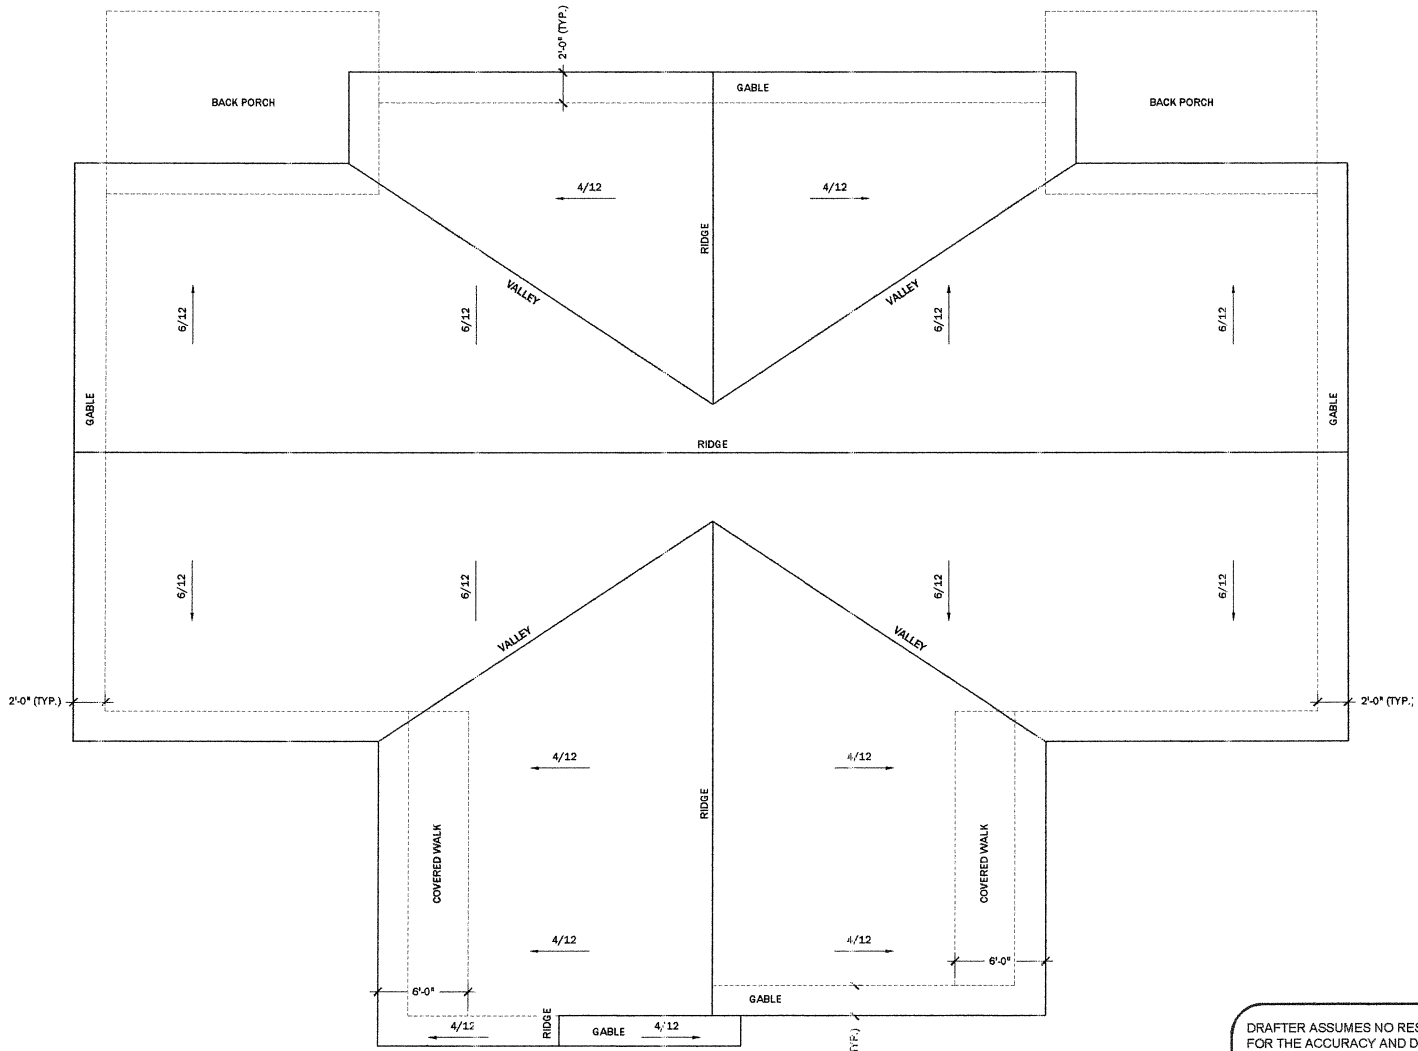 2'-0" (TYP.)
GABLE
BACK PORCH
BACK PORCH
4/12
4/12
RIDGE
VALLEY
VALLEY
6/12
6/12
6/12
6/12
GABLE
GABLE
RIDGE
6/12
6/12
6/12
6/12
VALLEY
VALLEY
2'-0" (TYP.)
2'-0" (TYP.)
4/12
4/12
RIDGE
COVERED WALK
COVERED WALK
4/12
4/12
6'-0"
6'-0"
GABLE
RIDGE
4/12
GABLE
4/12
DRAFTER ASSUMES NO RES
FOR THE ACCURACY AND D